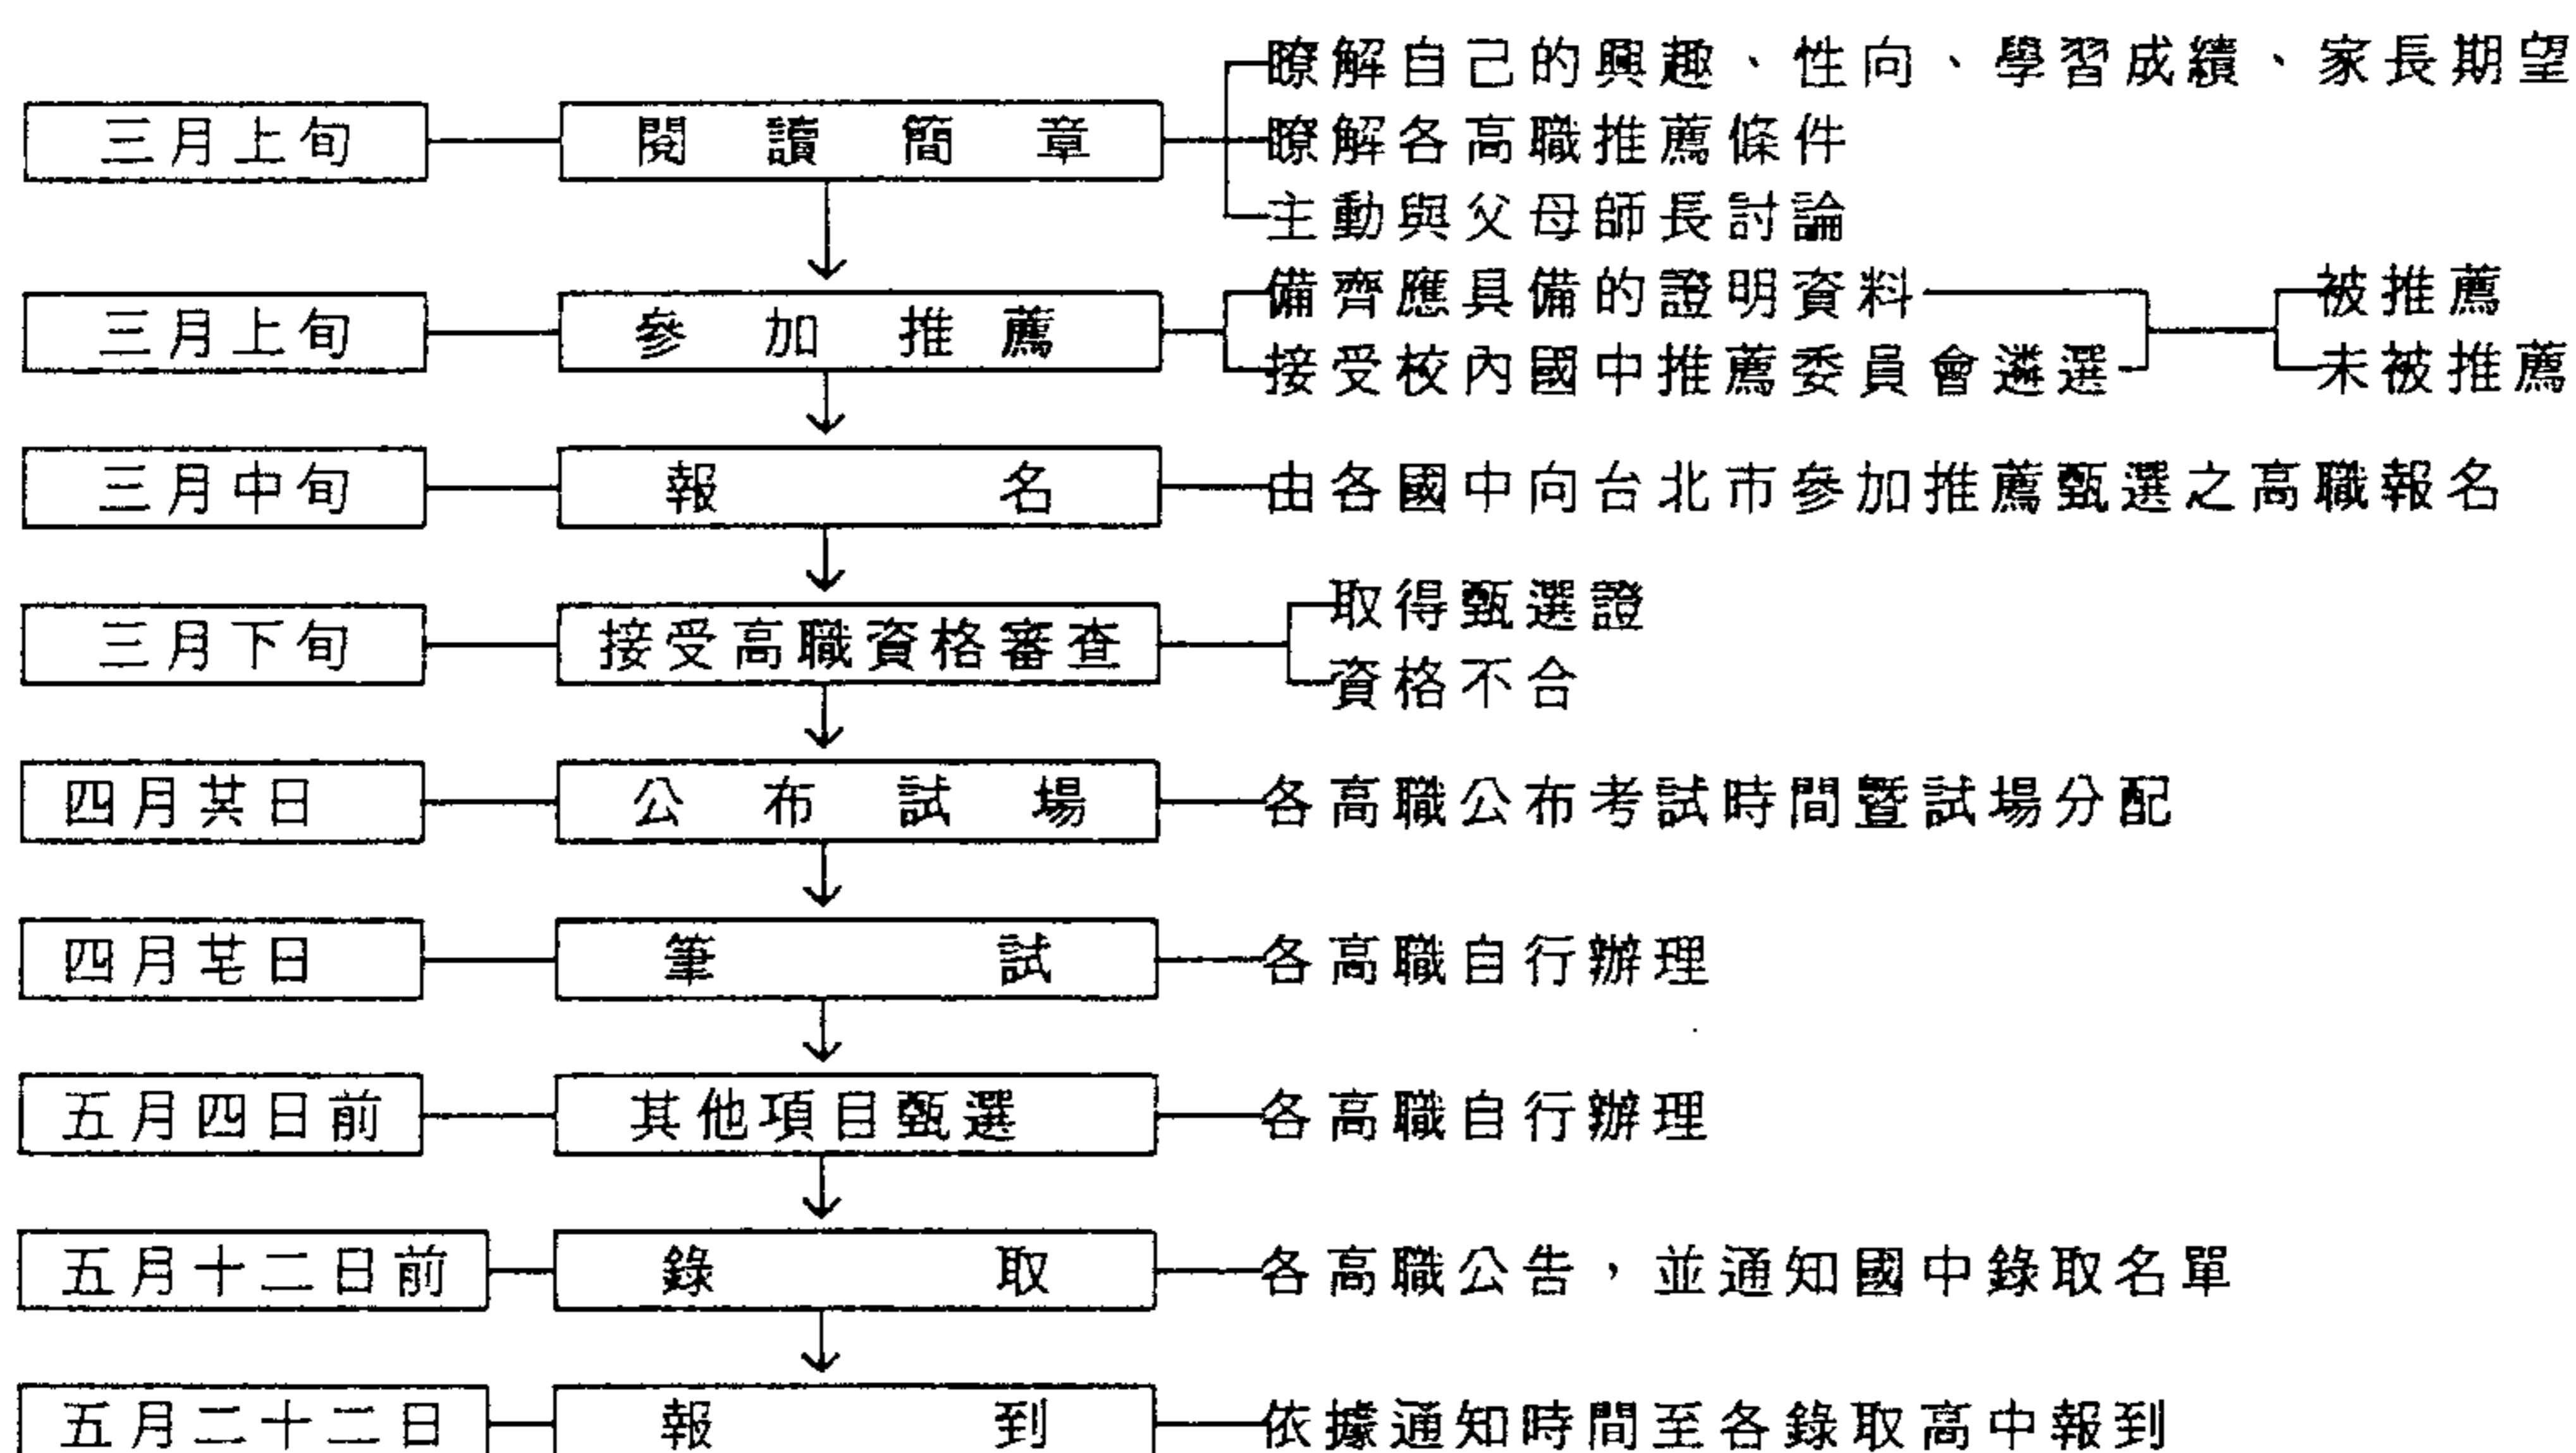 瞭解自己的興趣、性向、學習成績、家長期望
三月上旬 閱讀簡章 瞭解各高職推薦條件
主動與父母師長討論
備齊應具備的證明資料 被推薦
三月上旬 參加推薦
接受校內國中推薦委員會遴選 未被推薦
三月中旬 報名 由各國中向台北市參加推薦甄選之高職報名
取得甄選證
三月下旬 接受高職資格審查
資格不合
四月某日 公布試場 各高職公布考試時間暨試場分配
四月 日 筆試 各高職自行辦理
五月四日前 其他項目甄選 各高職自行辦理
五月十二日前 錄取 各高職公告，並通知國中錄取名單
五月二十二日 報到 依據通知時間至各錄取高中報到